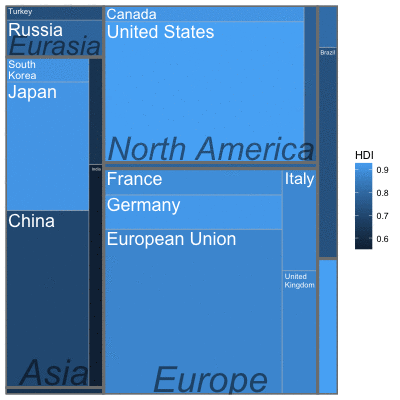 Turkey
Russia
Eurasia
South
Korea
Japan
China
India
Asia
Canada
United States
North America
France
Germany
European Union
Italy
United
Kingdom
Europe
Brazil
HDI
0.9
0.8
0.7
0.6